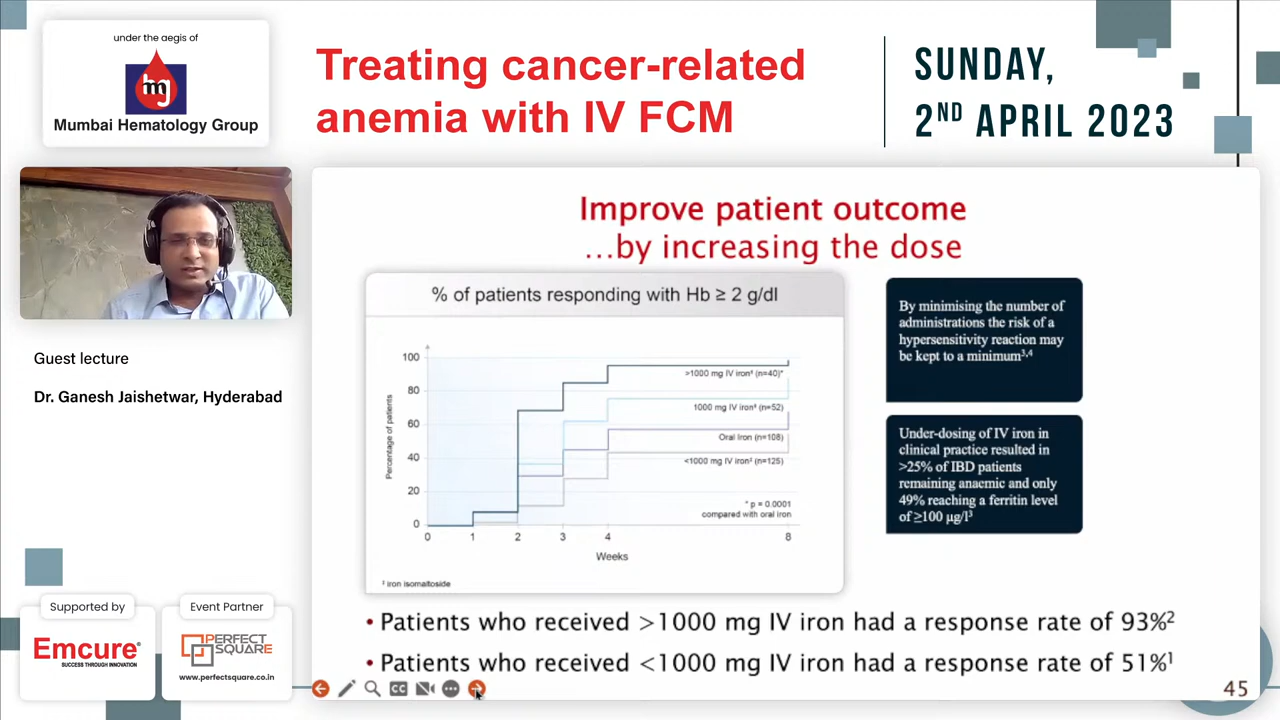 under the aegis of
mj
Mumbai Hematology Group
Treating cancer-related
anemia with IV FCM
SUNDAY,
2ND APRIL 2023
Guest lecture
Dr. Ganesh Jaishetwar, Hyderabad
Supported by
Emcure®
SUCCESS THROUGH INNOVATION
Event Partner
PERFECT
SQUARE
www.perfectsquare.co.in
Improve patient outcome
...by increasing the dose
% of patients responding with Hb ≥ 2 g/dl
Percentage of patients
100
80
60
40
20
0
>1000 mg IV iron‡ (n=40)*
1000 mg IV iron‡ (n=52)
Oral Iron (n=108)
<1000 mg IV iron‡ (n=125)
* p = 0.0001
compared with oral iron
0 1 2 3 4 8
Weeks
‡ iron isomaltoside
By minimising the number of
administrations the risk of a
hypersensitivity reaction may
be kept to a minimum3,4
Under-dosing of IV iron in
clinical practice resulted in
>25% of IBD patients
remaining anaemic and only
49% reaching a ferritin level
of ≥100 µg/l3
• Patients who received >1000 mg IV iron had a response rate of 93%2
• Patients who received <1000 mg IV iron had a response rate of 51%1
CC
45